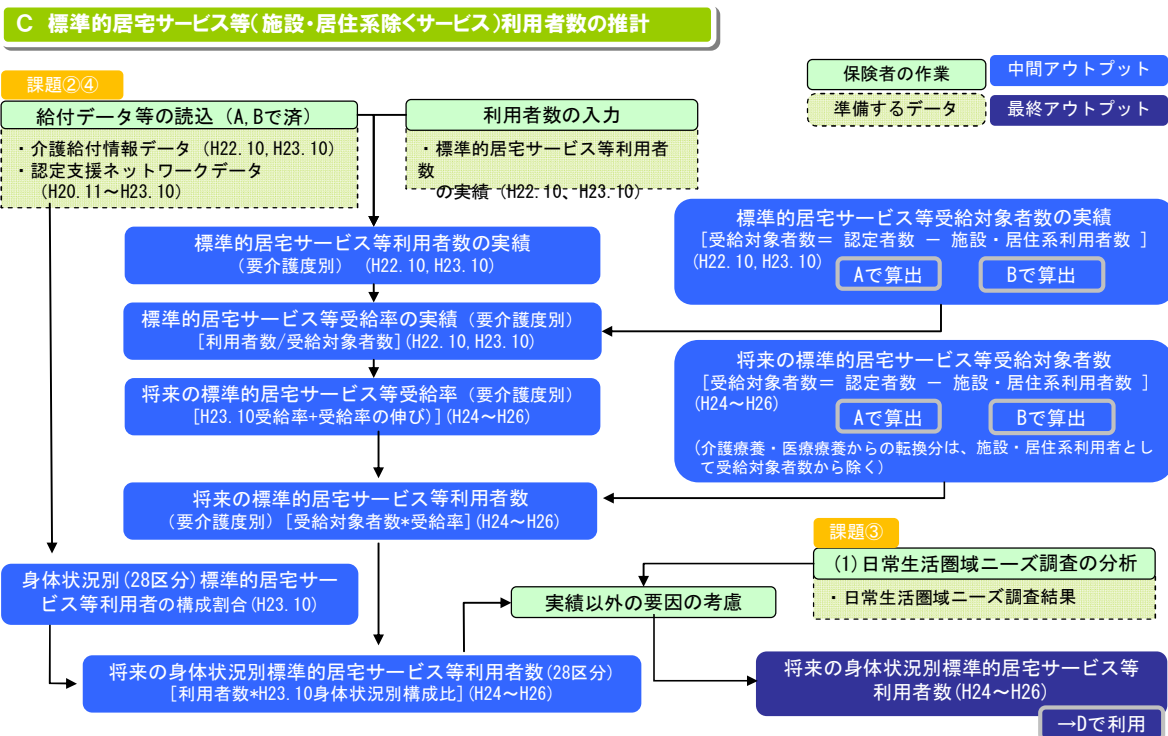 C 標準的居宅サービス等(施設・居住系除くサービス)利用者数の推計
保険者の作業
中間アウトプット
準備するデータ
最終アウトプット
課題②④
給付データ等の読込 (A,Bで済)
・介護給付情報データ (H22.10,H23.10)
・認定支援ネットワークデータ
(H20.11～H23.10)
利用者数の入力
・標準的居宅サービス等利用者
数
の実績 (H22.10、H23.10)
標準的居宅サービス等利用者数の実績
(要介護度別) (H22.10,H23.10)
標準的居宅サービス等受給対象者数の実績
[受給対象者数＝ 認定者数 － 施設・居住系利用者数 ]
(H22.10,H23.10)
Aで算出
Bで算出
標準的居宅サービス等受給率の実績 (要介護度別)
[利用者数/受給対象者数](H22.10,H23.10)
将来の標準的居宅サービス等受給対象者数
[受給対象者数＝ 認定者数 － 施設・居住系利用者数 ]
(H24～H26)
Aで算出
Bで算出
(介護療養・医療療養からの転換分は、施設・居住系利用者とし
て受給対象者数から除く)
将来の標準的居宅サービス等受給率 (要介護度別)
[H23.10受給率+受給率の伸び)](H24～H26)
将来の標準的居宅サービス等利用者数
(要介護度別) [受給対象者数*受給率](H24～H26)
課題③
(1)日常生活圏域ニーズ調査の分析
・日常生活圏域ニーズ調査結果
身体状況別(28区分)標準的居宅サー
ビス等利用者の構成割合(H23.10)
実績以外の要因の考慮
将来の身体状況別標準的居宅サービス等利用者数(28区分)
[利用者数*H23.10身体状況別構成比](H24～H26)
将来の身体状況別標準的居宅サービス等
利用者数(H24～H26)
→Dで利用